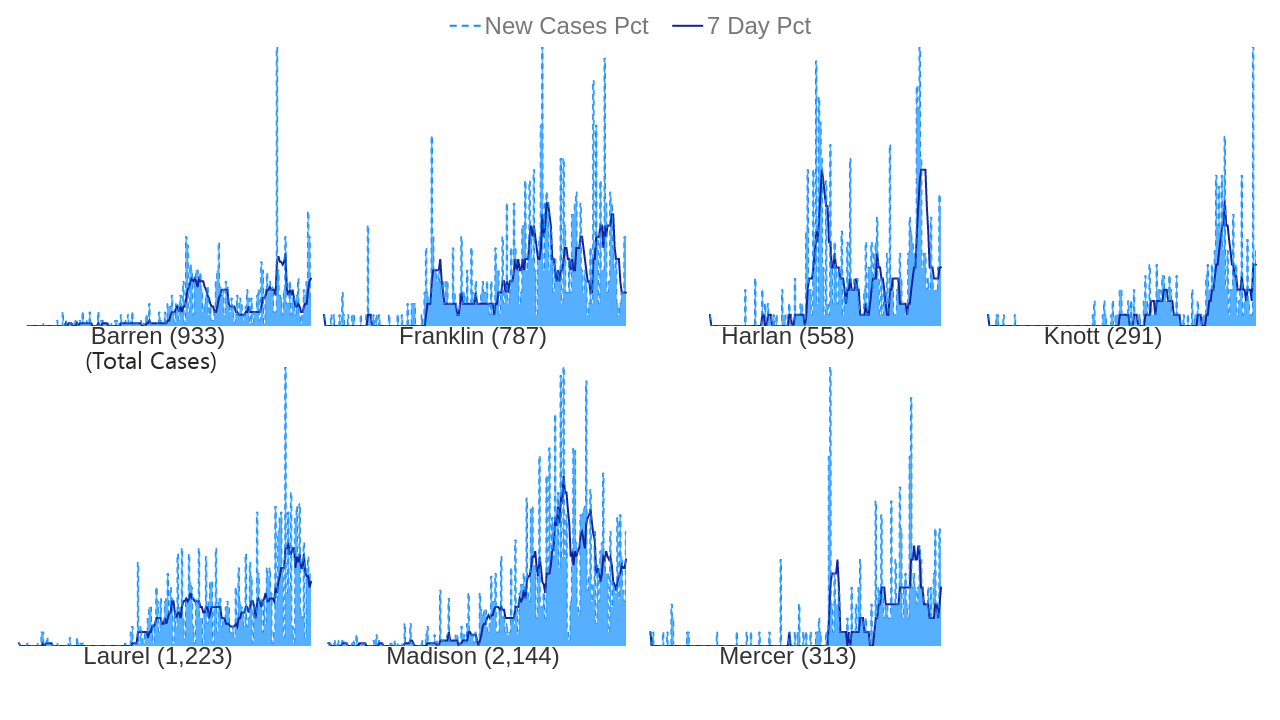 New Cases Pct 7 Day Pct
Barren (933) Franklin (787) Harlan (558) Knott (291)
(Total Cases)
Laurel (1,223) Madison (2,144) Mercer (313)